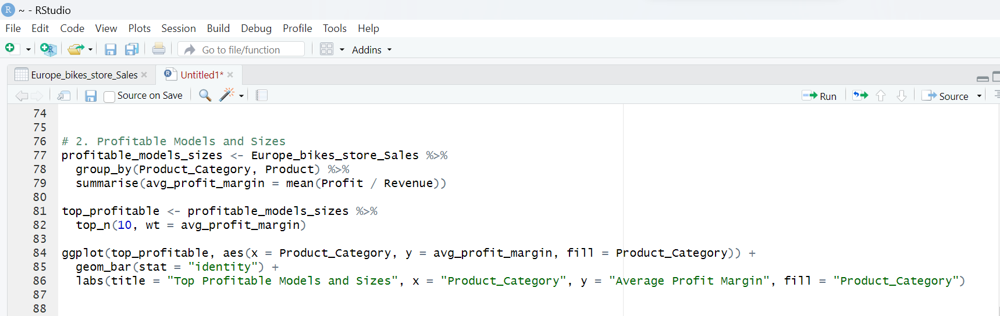 R ~ - RStudio
File Edit Code View Plots Session Build Debug Profile Tools Help
R Go to file/function Addins
Europe_bikes_store_Sales R Untitled1*
Source on Save Run Source
74
75
76 # 2. Profitable Models and Sizes
77 profitable_models_sizes <- Europe_bikes_store_Sales %>%
78 group_by(Product_Category, Product) %>%
79 summarise(avg_profit_margin = mean(Profit / Revenue))
80
81 top_profitable <- profitable_models_sizes %>%
82 top_n(10, wt = avg_profit_margin)
83
84 ggplot(top_profitable, aes(x = Product_Category, y = avg_profit_margin, fill = Product_Category)) +
85 geom_bar(stat = "identity") +
86 labs(title = "Top Profitable Models and Sizes", x = "Product_Category", y = "Average Profit Margin", fill = "Product_Category")
87
88